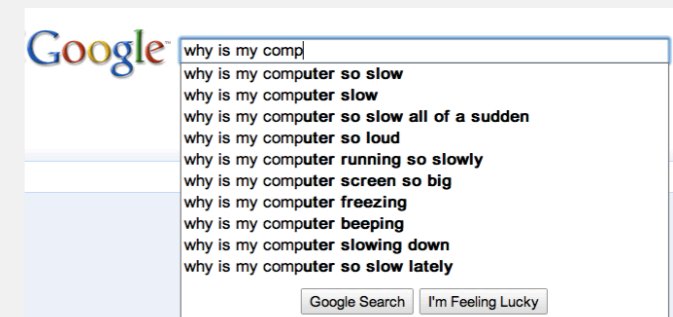 Google why is my comp
why is my computer so slow
why is my computer slow
why is my computer so slow all of a sudden
why is my computer so loud
why is my computer running so slowly
why is my computer screen so big
why is my computer freezing
why is my computer beeping
why is my computer slowing down
why is my computer so slow lately
Google Search I'm Feeling Lucky